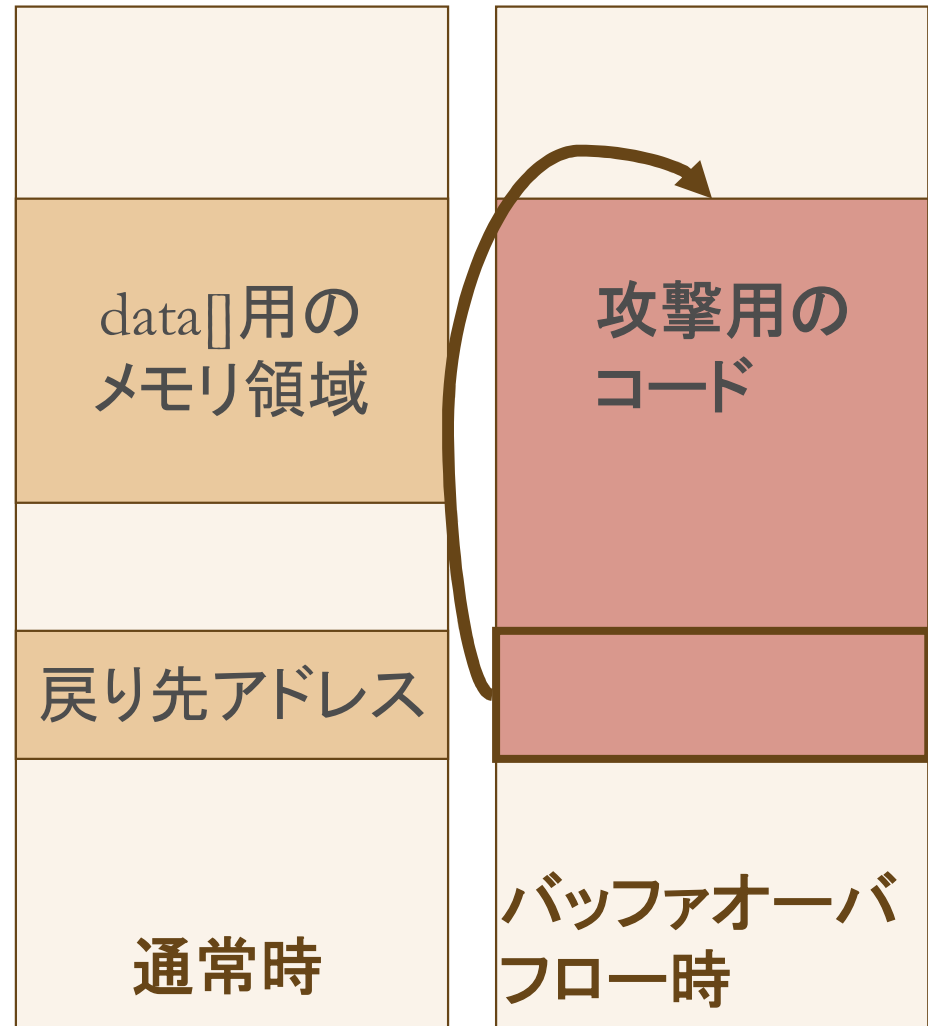 data[]用の
メモリ領域
戻り先アドレス
通常時
攻撃用の
コード
バッファオーバ
フロー時